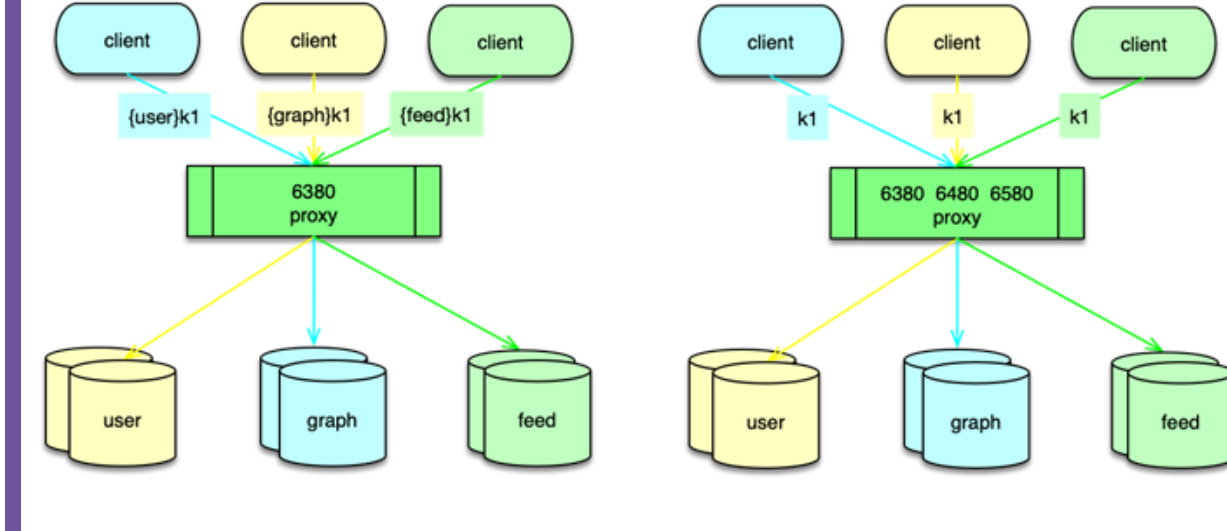 client
client
client
{user}k1
{graph}k1
{feed}k1
6380
proxy
user
graph
feed
client
client
client
k1
k1
k1
6380 6480 6580
proxy
user
graph
feed